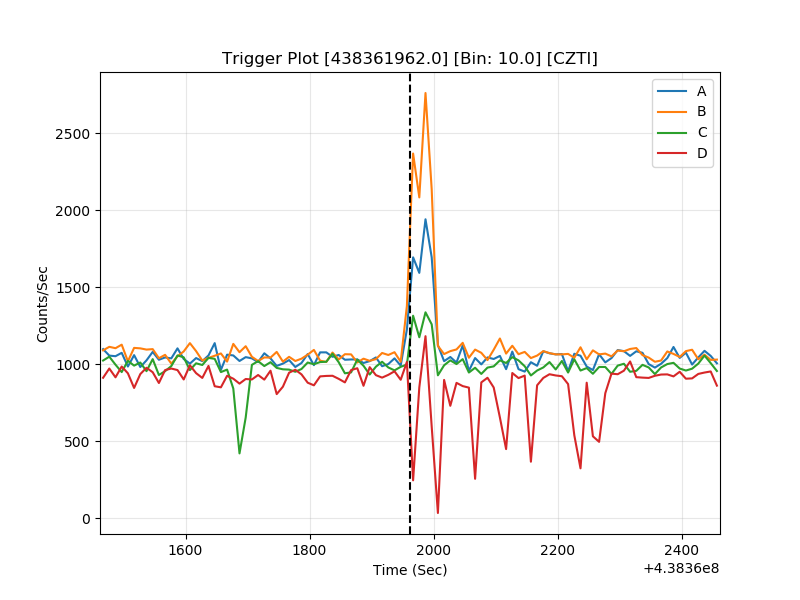 Trigger Plot [438361962.0] [Bin: 10.0] [CZTI]
A
B
C
D
2500
2000
1500
1000
500
0
Counts/Sec
1600
1800
2000
2200
2400
+4.3836e8
Time (Sec)